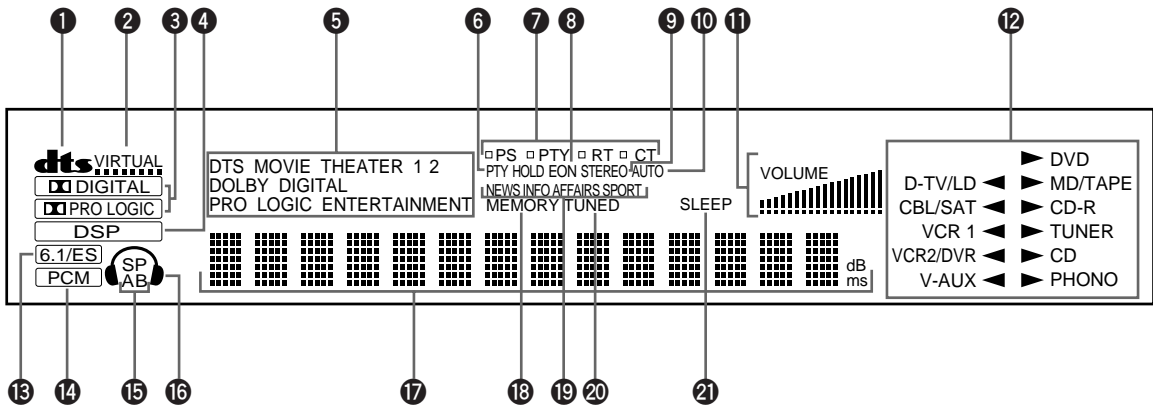 1 2 3 4 5 6 7 8 9 10 11 12
dts VIRTUAL
DIGITAL
PRO LOGIC
DSP
6.1/ES
PCM
SP
AB
DTS MOVIE THEATER 1 2
DOLBY DIGITAL
PRO LOGIC ENTERTAINMENT
PS PTY RT CT
PTY HOLD EON STEREO AUTO
NEWS INFO AFFAIRS SPORT
MEMORY TUNED
SLEEP
VOLUME
dB
ms
DVD
D-TV/LD ◄ ► MD/TAPE
CBL/SAT ◄ ► CD-R
VCR 1 ◄ ► TUNER
VCR2/DVR ◄ ► CD
V-AUX ◄ ► PHONO
13 14 15 16 17 18 19 20 21